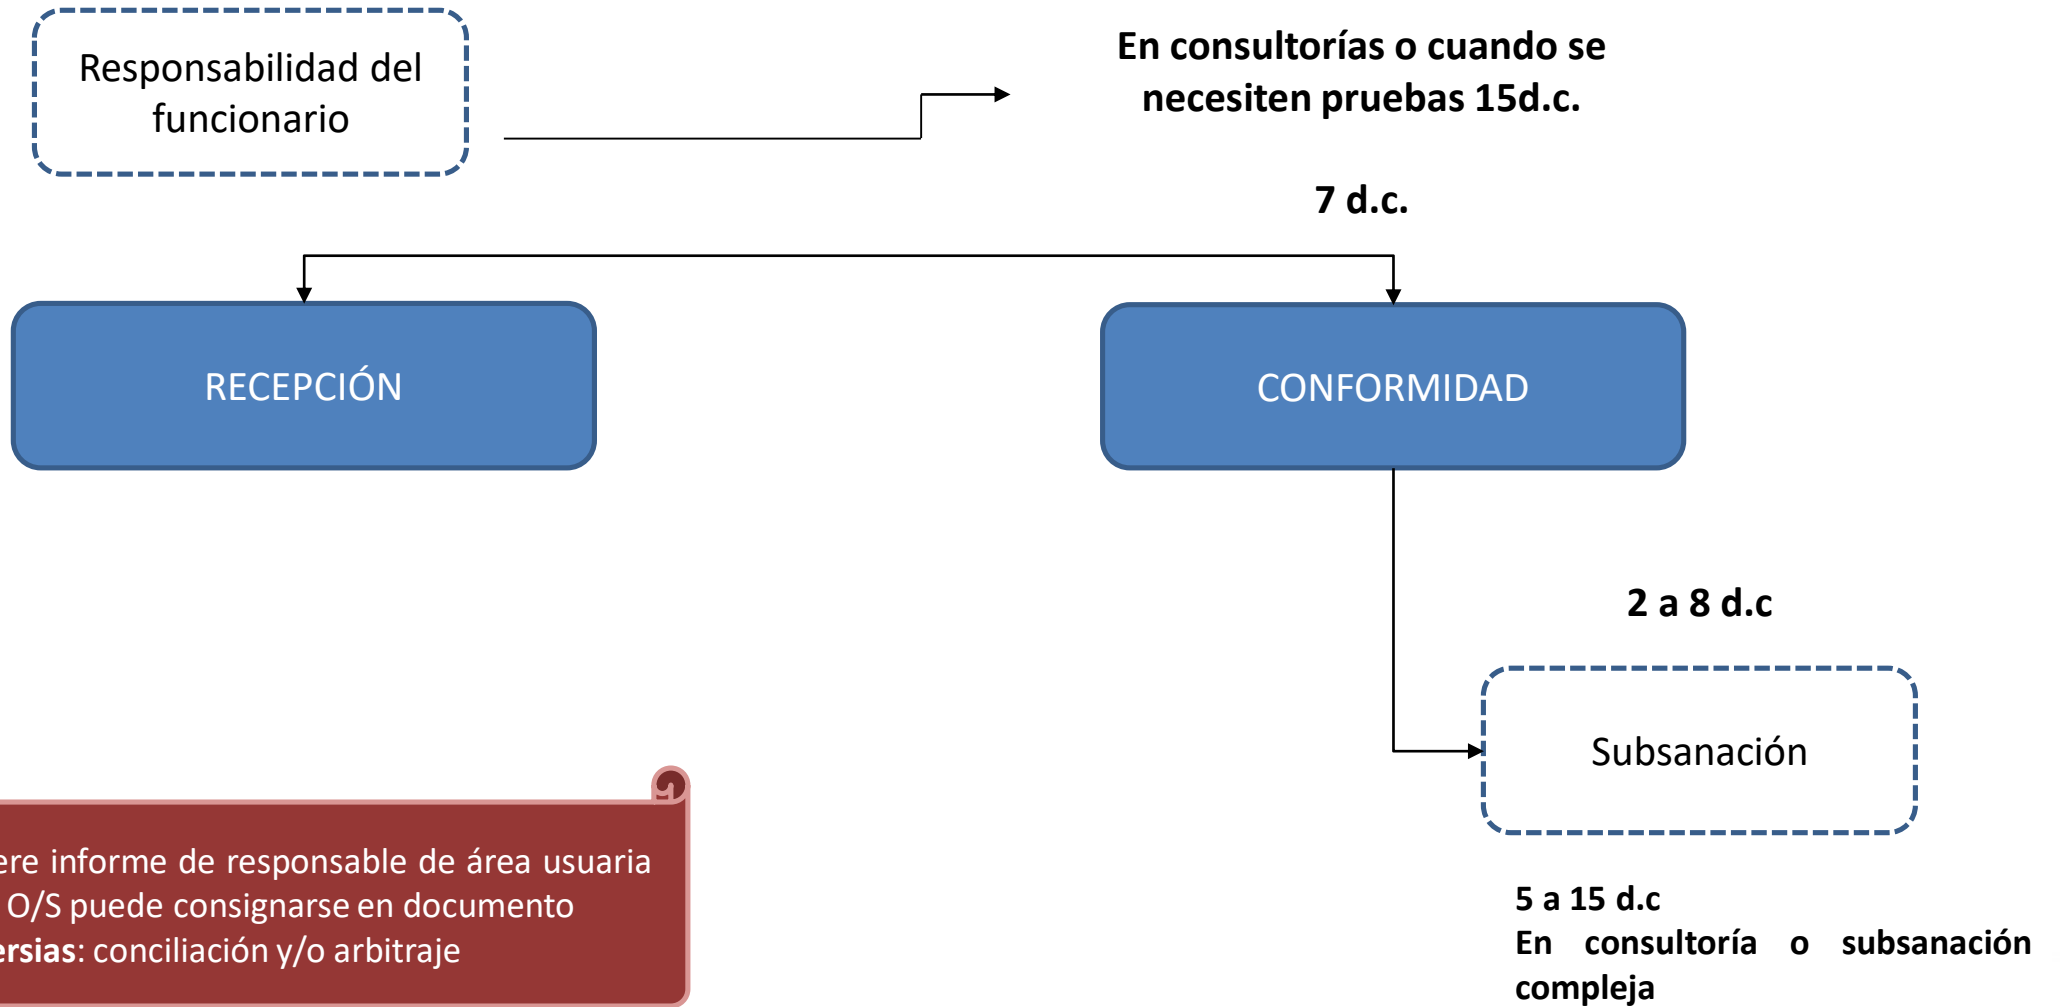 Responsabilidad del
funcionario
En consultorías o cuando se
necesiten pruebas 15d.c.
7 d.c.
RECEPCIÓN
CONFORMIDAD
2 a 8 d.c
Subsanación
informe de responsable de área usuaria
O/S puede consignarse en documento
conciliación y/o arbitraje
5 a 15 d.c
En consultoría o subsanación
compleja